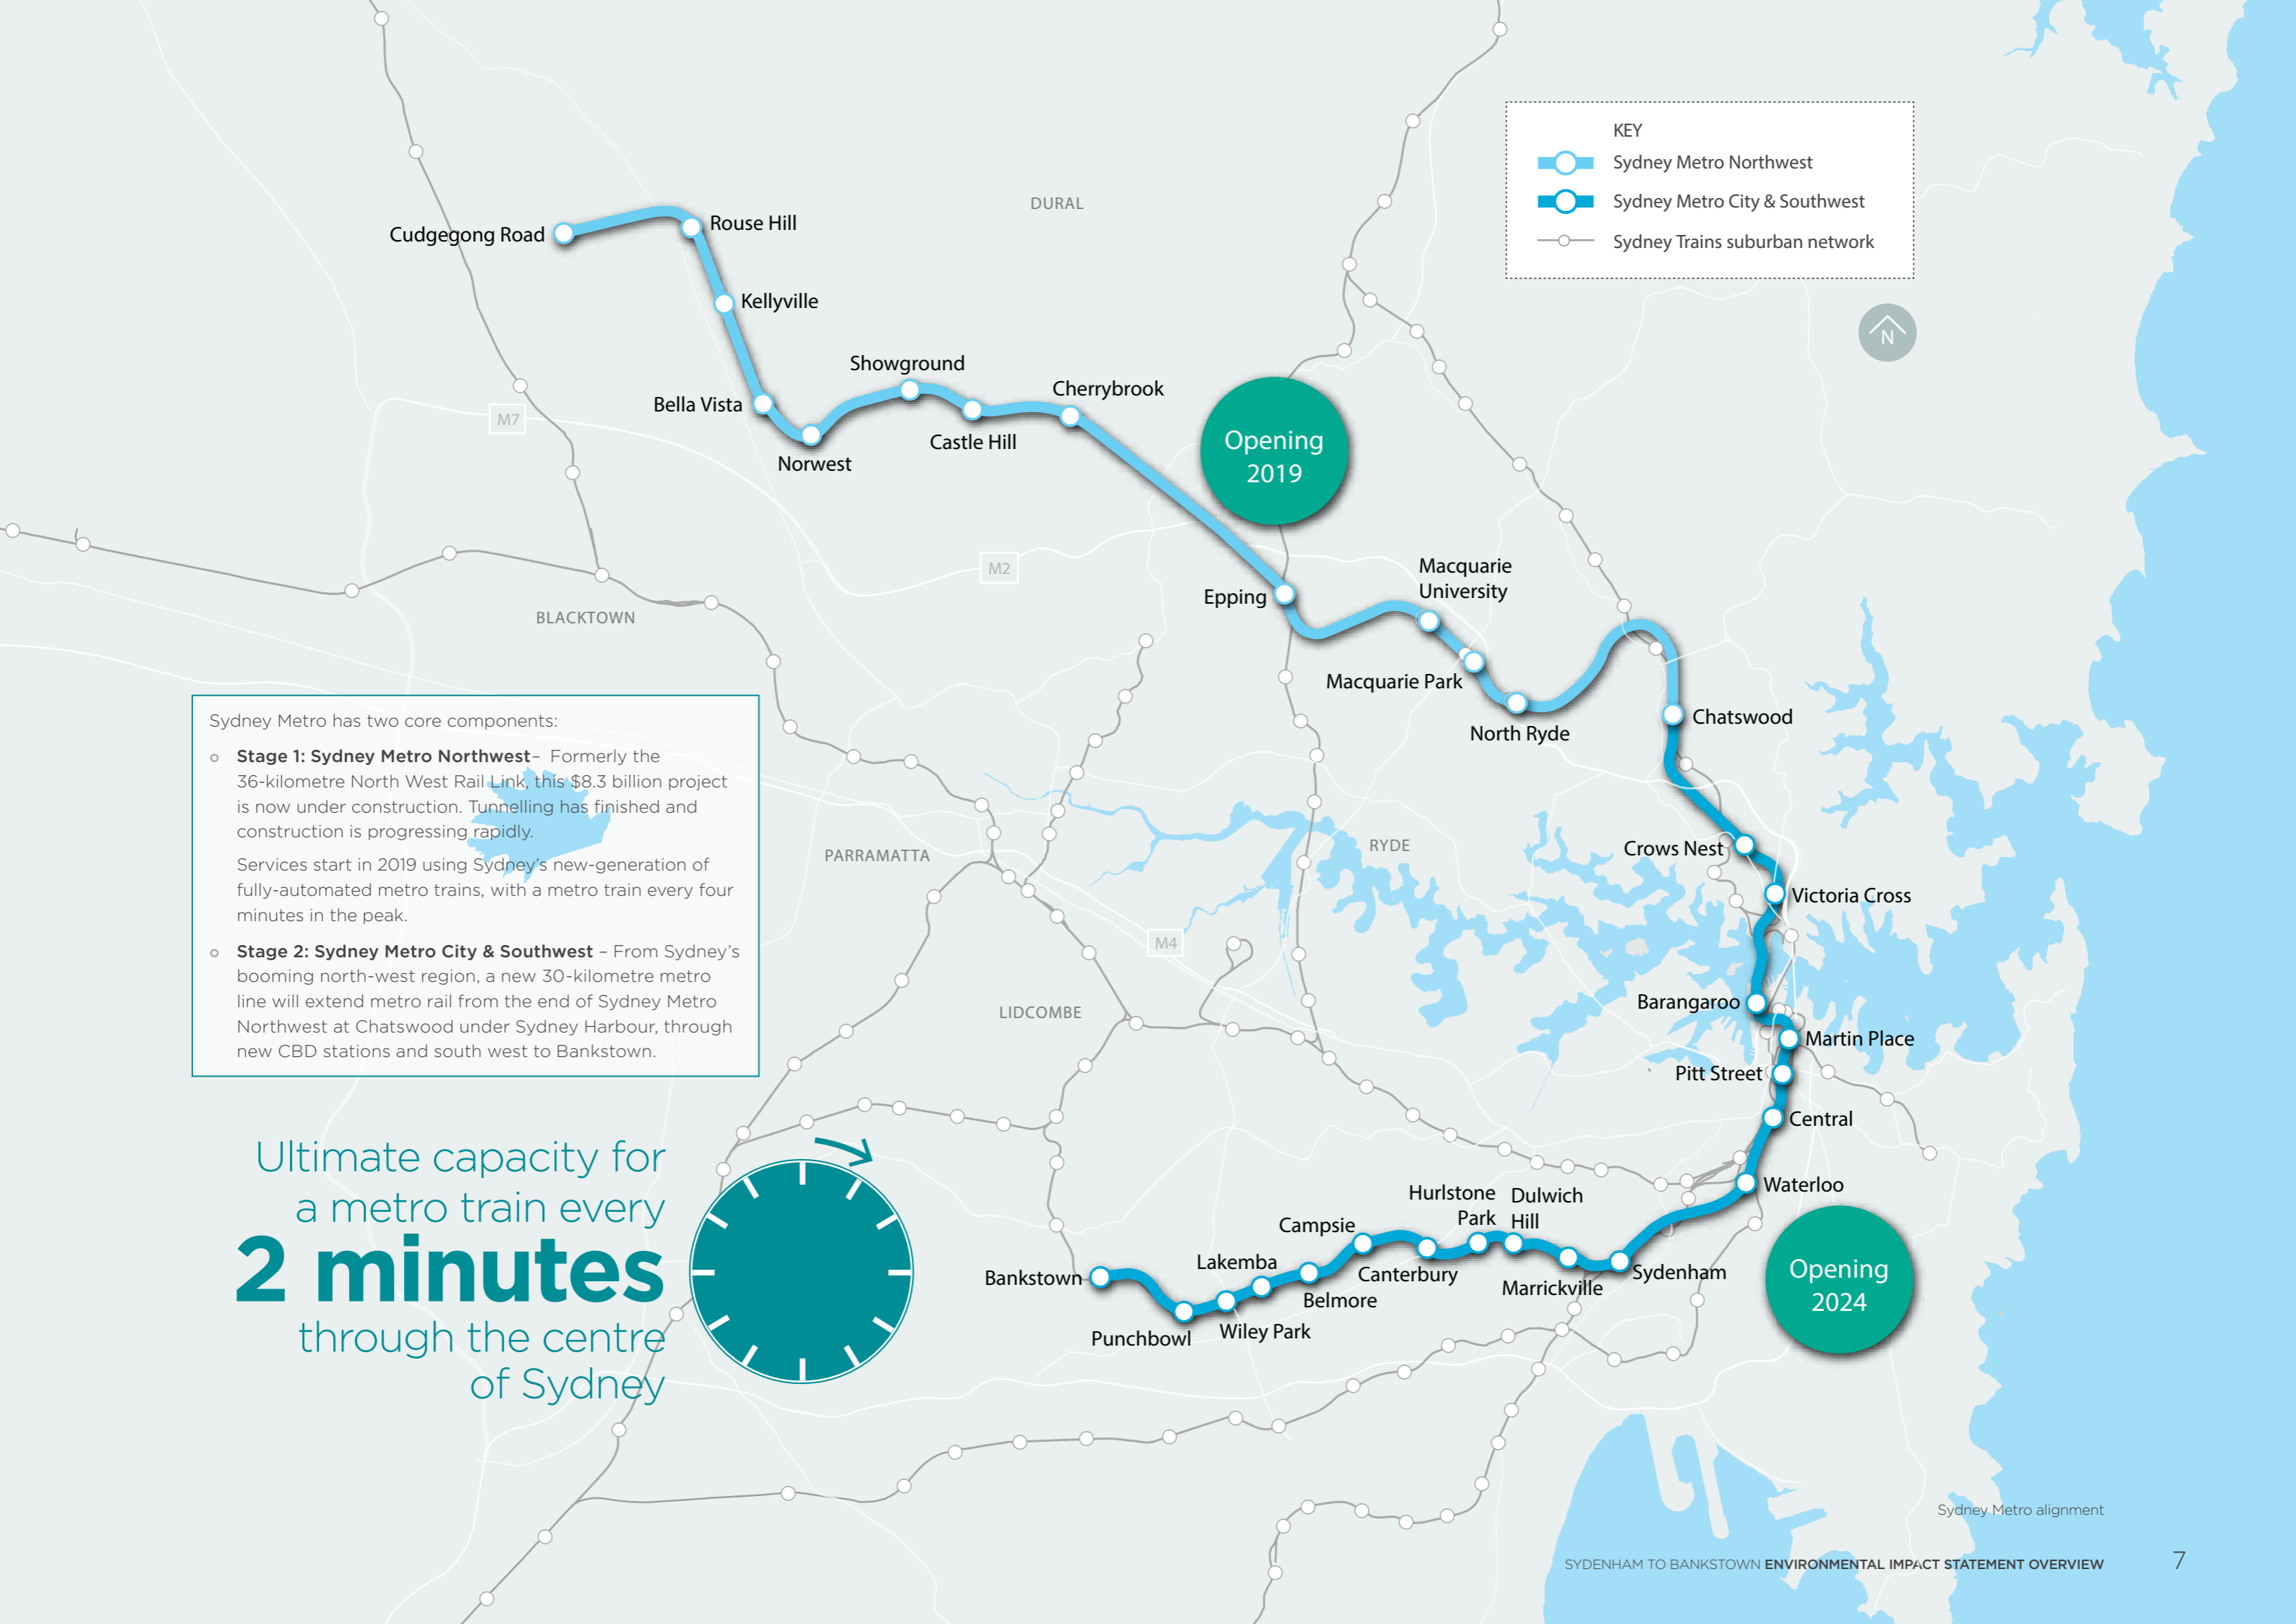 KEY
Sydney Metro Northwest
Sydney Metro City & Southwest
Sydney Trains suburban network
N
DURAL
Cudgegong Road
Rouse Hill
Kellyville
Bella Vista
Norwest
Showground
Castle Hill
Cherrybrook
Opening
2019
M7
M2
BLACKTOWN
Epping
Macquarie
University
Macquarie Park
North Ryde
Chatswood
Sydney Metro has two core components:
Stage 1: Sydney Metro Northwest– Formerly the
36-kilometre North West Rail Link, this $8.3 billion project
is now under construction. Tunnelling has finished and
construction is progressing rapidly.
Services start in 2019 using Sydney's new-generation of
fully-automated metro trains, with a metro train every four
minutes in the peak.
Stage 2: Sydney Metro City & Southwest – From Sydney's
booming north-west region, a new 30-kilometre metro
line will extend metro rail from the end of Sydney Metro
Northwest at Chatswood under Sydney Harbour, through
new CBD stations and south west to Bankstown.
PARRAMATTA
RYDE
M4
LIDCOMBE
Crows Nest
Victoria Cross
Barangaroo
Martin Place
Pitt Street
Central
Waterloo
Ultimate capacity for
a metro train every
2 minutes
through the centre
of Sydney
Hurlstone
Park
Dulwich
Hill
Campsie
Lakemba
Bankstown
Canterbury
Belmore
Marrickville
Sydenham
Punchbowl
Wiley Park
Opening
2024
Sydney Metro alignment
SYDENHAM TO BANKSTOWN ENVIRONMENTAL IMPACT STATEMENT OVERVIEW
7